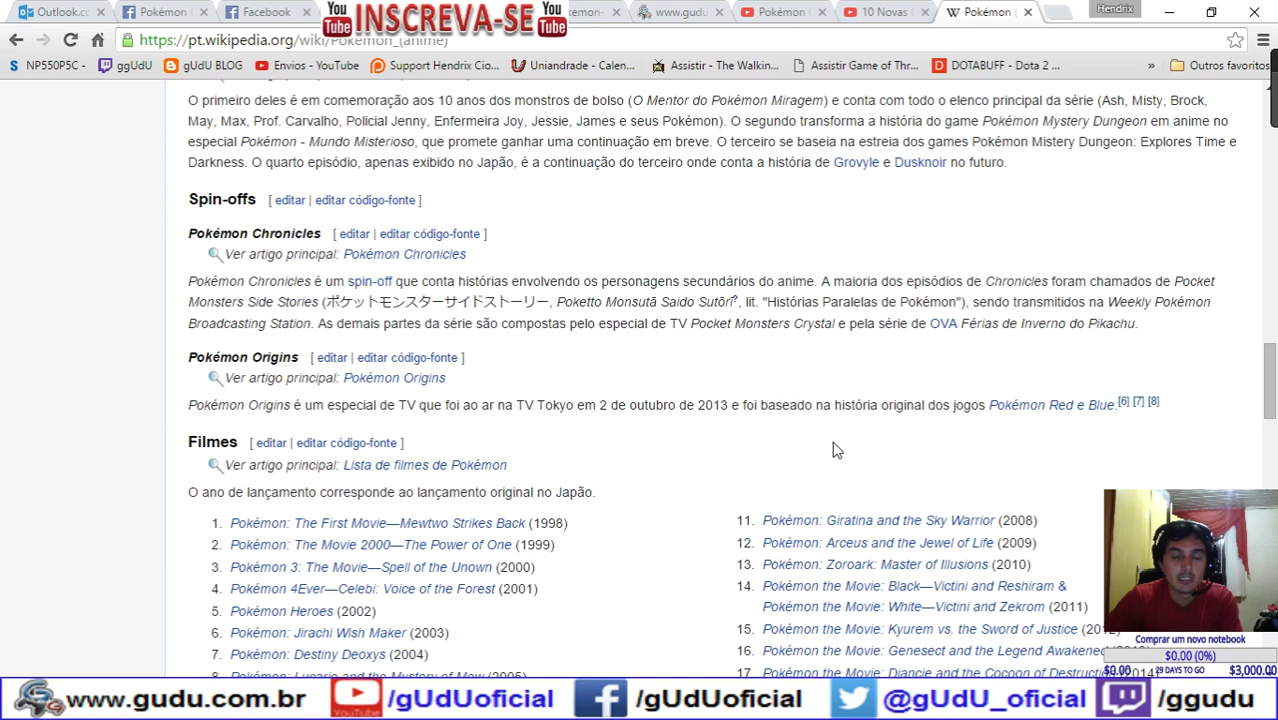 Outlook.co
Pokémon
Facebook
You Tube INSCREVA-SE You Tube
www.gudu
Pokémon
10 Novas
Pokémon
Hendrix
https://pt.wikipedia.org/wiki/Pokémon_(anime)
NP550P5C -
ggUdU
gUdU BLOG
Envios - YouTube
Support Hendrix Cio...
Uniandrade - Calen...
Assistir - The Walkin...
Assistir Game of Thr...
DOTABUFF - Dota 2 ...
»
Outros favoritos
O primeiro deles é em comemoração aos 10 anos dos monstros de bolso (O Mentor do Pokémon Miragem) e conta com todo o elenco principal da série (Ash, Misty, Brock,
May, Max, Prof. Carvalho, Policial Jenny, Enfermeira Joy, Jessie, James e seus Pokémon). O segundo transforma a história do game Pokémon Mystery Dungeon em anime no
especial Pokémon - Mundo Misterioso, que promete ganhar uma continuação em breve. O terceiro se baseia na estreia dos games Pokémon Mistery Dungeon: Explores Time e
Darkness. O quarto episódio, apenas exibido no Japão, é a continuação do terceiro onde conta a história de Grovyle e Dusknoir no futuro.
Spin-offs [ editar | editar código-fonte ]
Pokémon Chronicles [ editar | editar código-fonte ]
Ver artigo principal: Pokémon Chronicles
Pokémon Chronicles é um spin-off que conta histórias envolvendo os personagens secundários do anime. A maioria dos episódios de Chronicles foram chamados de Pocket
Monsters Side Stories (ポケットモンスターサイドストーリー, Poketto Monsutā Saido Sutōri?, lit. "Histórias Paralelas de Pokémon"), sendo transmitidos na Weekly Pokémon
Broadcasting Station. As demais partes da série são compostas pelo especial de TV Pocket Monsters Crystal e pela série de OVA Férias de Inverno do Pikachu.
Pokémon Origins [ editar | editar código-fonte ]
Ver artigo principal: Pokémon Origins
Pokémon Origins é um especial de TV que foi ao ar na TV Tokyo em 2 de outubro de 2013 e foi baseado na história original dos jogos Pokémon Red e Blue.[6] [7] [8]
Filmes [ editar | editar código-fonte ]
Ver artigo principal: Lista de filmes de Pokémon
O ano de lançamento corresponde ao lançamento original no Japão.
1. Pokémon: The First Movie—Mewtwo Strikes Back (1998)
2. Pokémon: The Movie 2000—The Power of One (1999)
3. Pokémon 3: The Movie—Spell of the Unown (2000)
4. Pokémon 4Ever—Celebi: Voice of the Forest (2001)
5. Pokémon Heroes (2002)
6. Pokémon: Jirachi Wish Maker (2003)
7. Pokémon: Destiny Deoxys (2004)
8. Pokémon: Lucario and the Mystery of Mew (2005)
11. Pokémon: Giratina and the Sky Warrior (2008)
12. Pokémon: Arceus and the Jewel of Life (2009)
13. Pokémon: Zoroark: Master of Illusions (2010)
14. Pokémon the Movie: Black—Victini and Reshiram &
Pokémon the Movie: White—Victini and Zekrom (2011)
15. Pokémon the Movie: Kyurem vs. the Sword of Justice (2012)
16. Pokémon the Movie: Genesect and the Legend Awakened
17. Pokémon the Movie: Diancie and the Cocoon of Destruction (2014)
Comprar um novo notebook
$0.00 (0%)
$0.00 29 DAYS TO GO $3,000.00
www.gudu.com.br
YouTube /gUdUoficial
/gUdUoficial
@gUdU_oficial
/ggudu